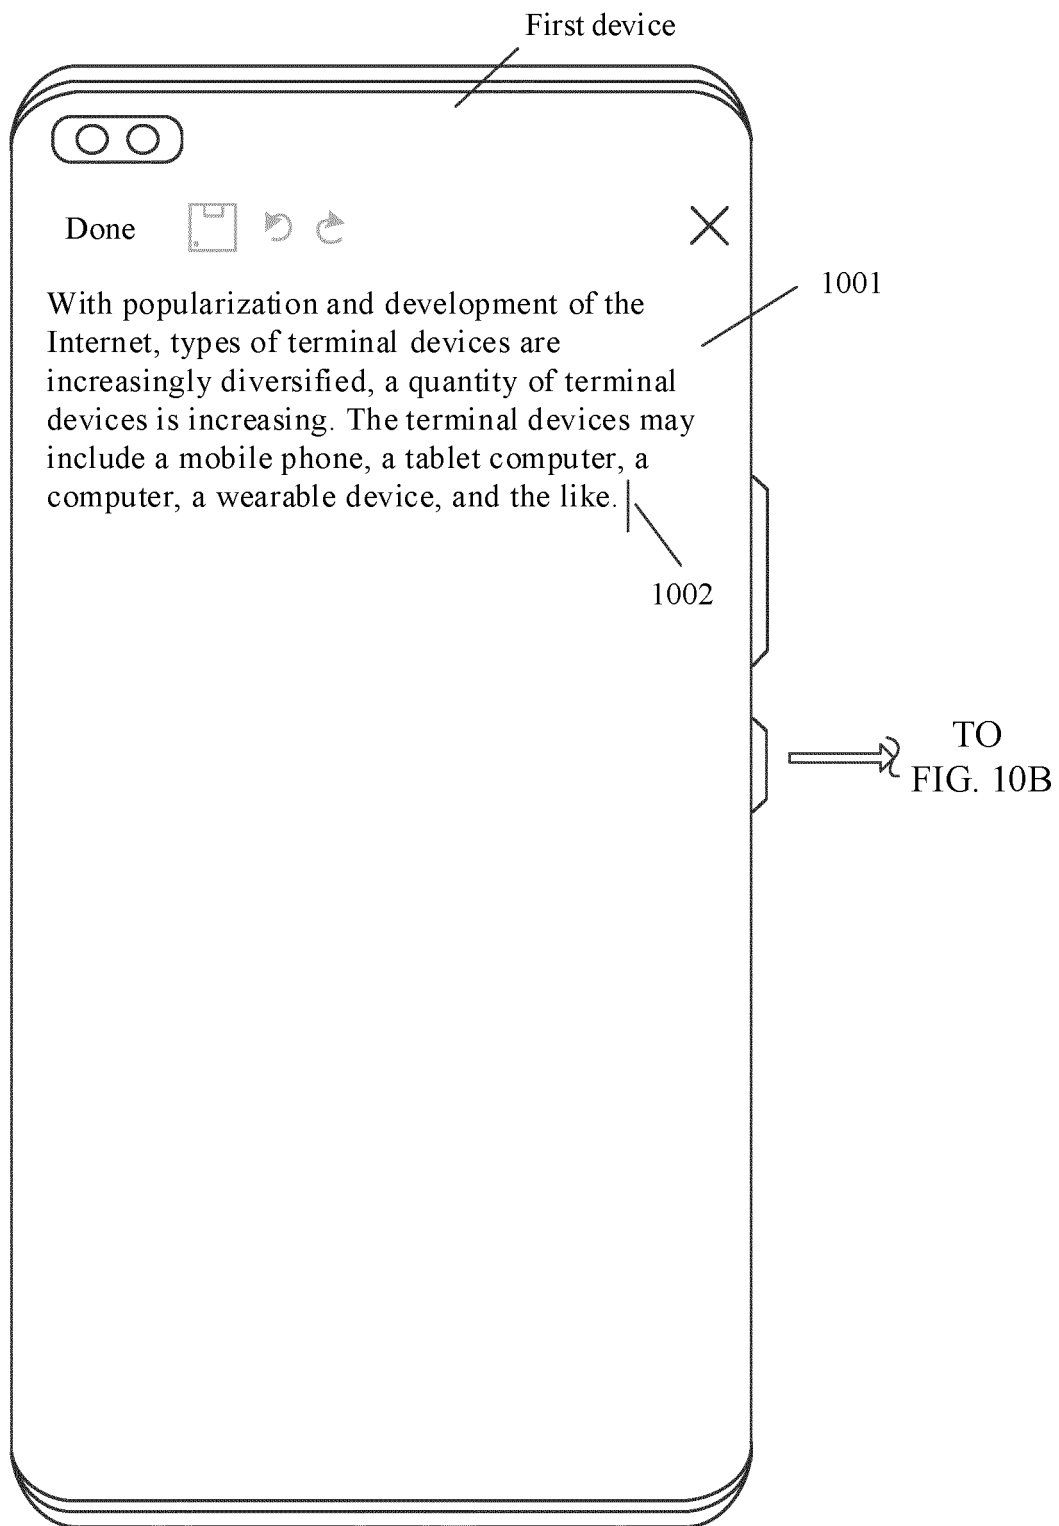 First device
Done
1001
With popularization and development of the
Internet, types of terminal devices are
increasingly diversified, a quantity of terminal
devices is increasing. The terminal devices may
include a mobile phone, a tablet computer, a
computer, a wearable device, and the like.
1002
TO
FIG. 10B